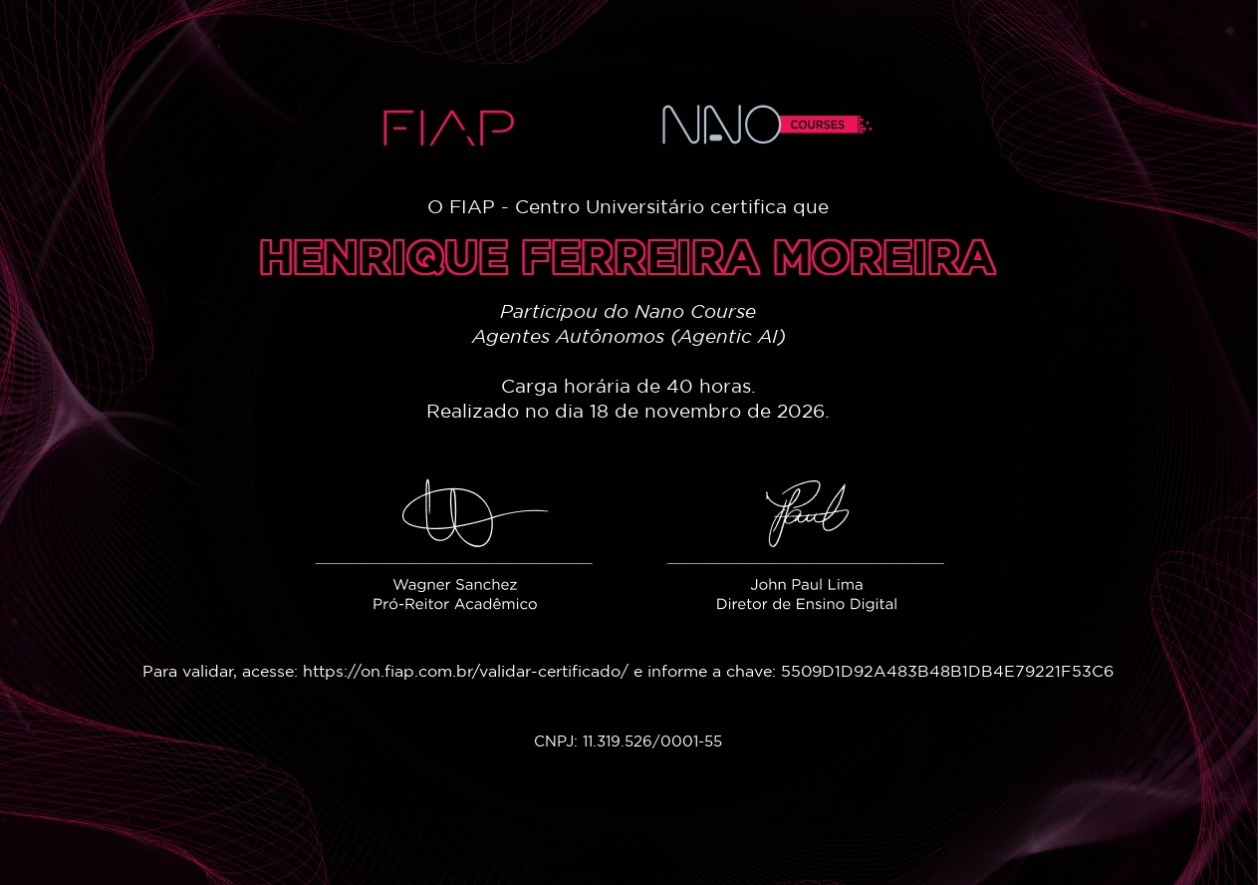 FIAP
NANO COURSES
O FIAP - Centro Universitário certifica que
HENRIQUE FERREIRA MOREIRA
Participou do Nano Course
Agentes Autônomos (Agentic AI)
Carga horária de 40 horas.
Realizado no dia 18 de novembro de 2026.
Wagner Sanchez
Pró-Reitor Acadêmico
John Paul Lima
Diretor de Ensino Digital
Para validar, acesse: https://on.fiap.com.br/validar-certificado/ e informe a chave: 5509D1D92A483B48B1DB4E79221F53C6
CNPJ: 11.319.526/0001-55